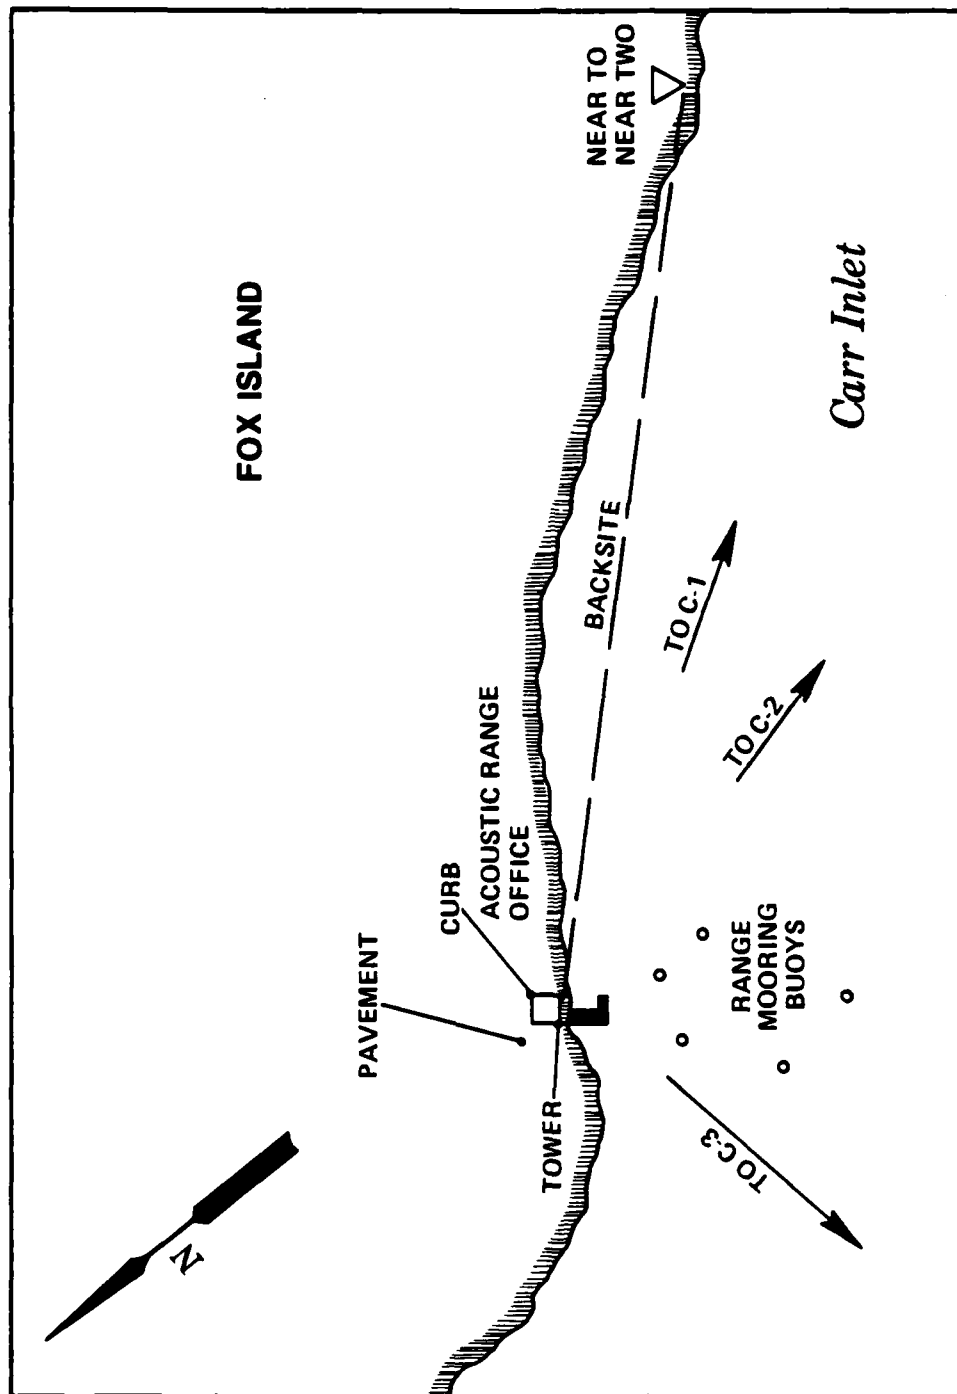 FOX ISLAND
NEAR TO
NEAR TWO
Carr Inlet
BACKSITE
TO C-1
TO C-2
ACOUSTIC RANGE
OFFICE
CURB
PAVEMENT
TOWER
RANGE
MOORING
BUOYS
TO C-3
N